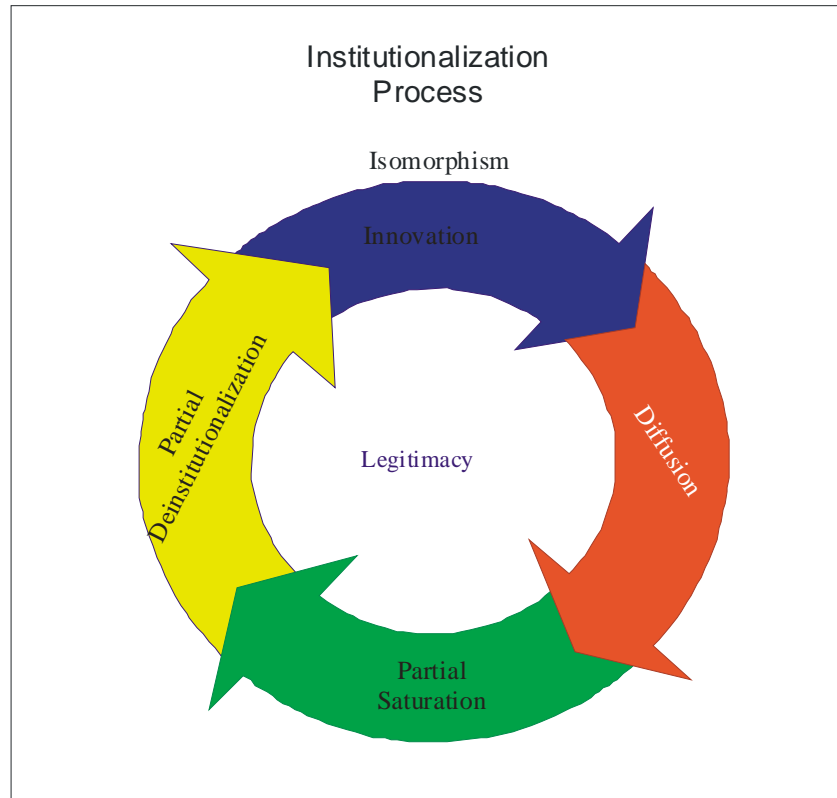 Institutionalization
Process
Isomorphism
Innovation
Diffusion
Legitimacy
Partial
Deinstitutionalization
Partial
Saturation